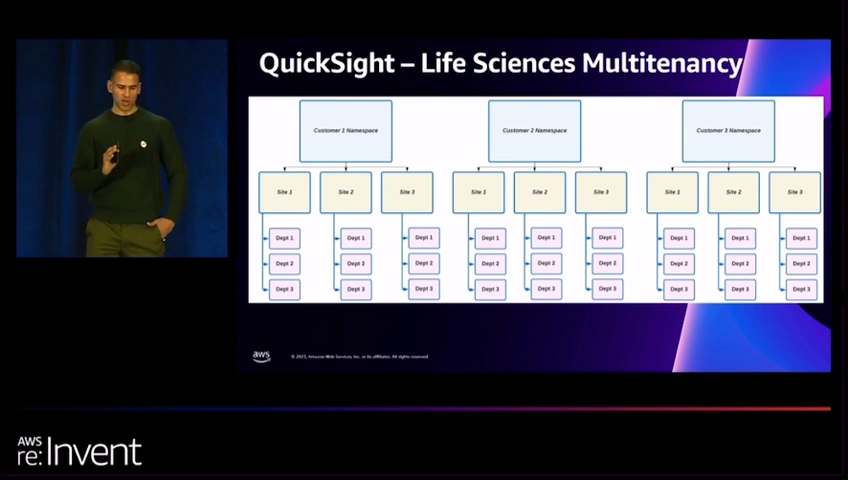 QuickSight – Life Sciences Multitenancy
Customer 1 Namespace
Customer 2 Namespace
Customer 3 Namespace
Site 1
Site 2
Site 3
Site 1
Site 2
Site 3
Site 1
Site 2
Site 3
Dept 1
Dept 1
Dept 1
Dept 1
Dept 1
Dept 1
Dept 1
Dept 1
Dept 1
Dept 2
Dept 2
Dept 2
Dept 2
Dept 2
Dept 2
Dept 2
Dept 2
Dept 2
Dept 3
Dept 3
Dept 3
Dept 3
Dept 3
Dept 3
Dept 3
Dept 3
Dept 3
aws
© 2023, Amazon Web Services, Inc. or its affiliates. All rights reserved.
AWS
re:Invent